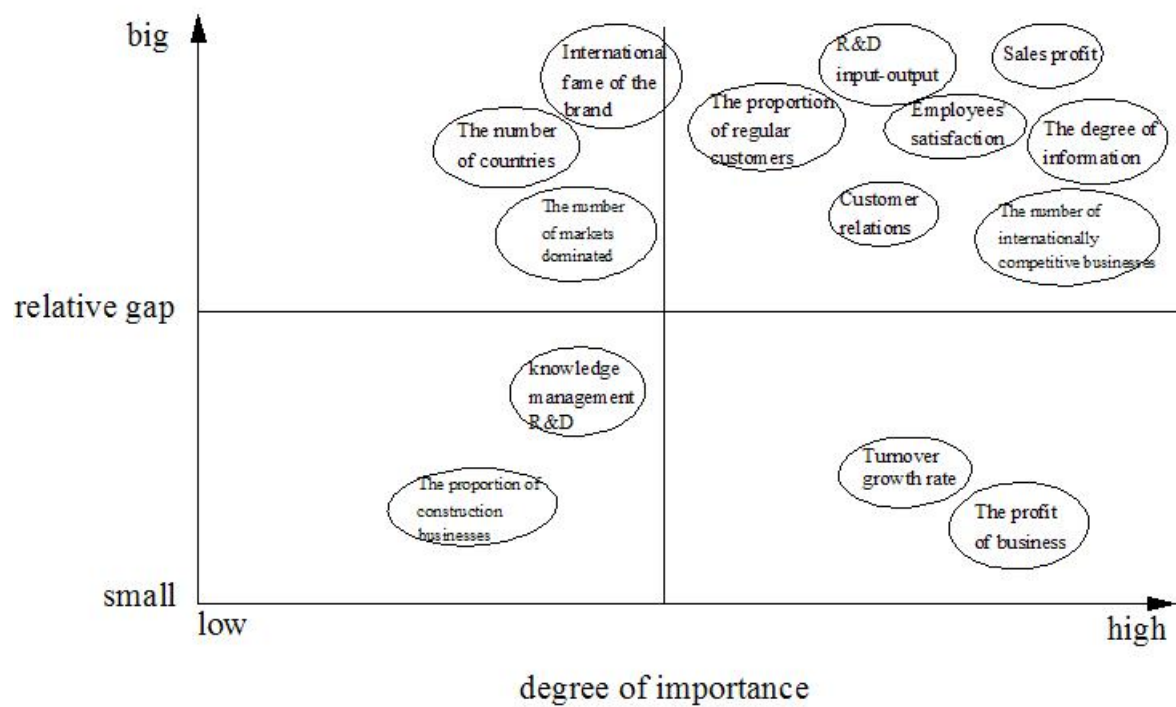 big
International
fame of the
brand
R&D
input-output
Sales profit
The number
of countries
The proportion
of regular
customers
Employees'
satisfaction
The degree of
information
The number
of markets
dominated
Customer
relations
The number of
internationally
competitive businesses
relative gap
knowledge
management
R&D
The proportion of
construction
businesses
Turnover
growth rate
The profit
of business
small
low
high
degree of importance